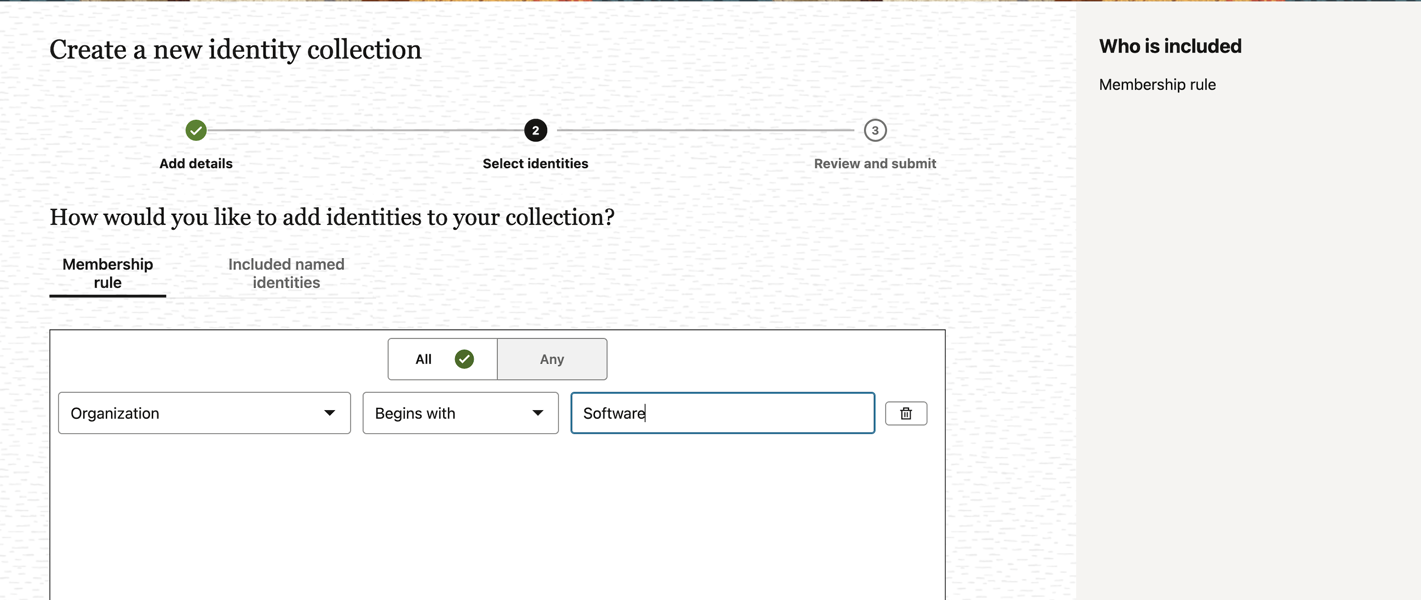 Create a new identity collection
Who is included
Membership rule
2
3
Add details
Select identities
Review and submit
How would you like to add identities to your collection?
Membership
rule
Included named
identities
All
Any
Organization
Begins with
Software